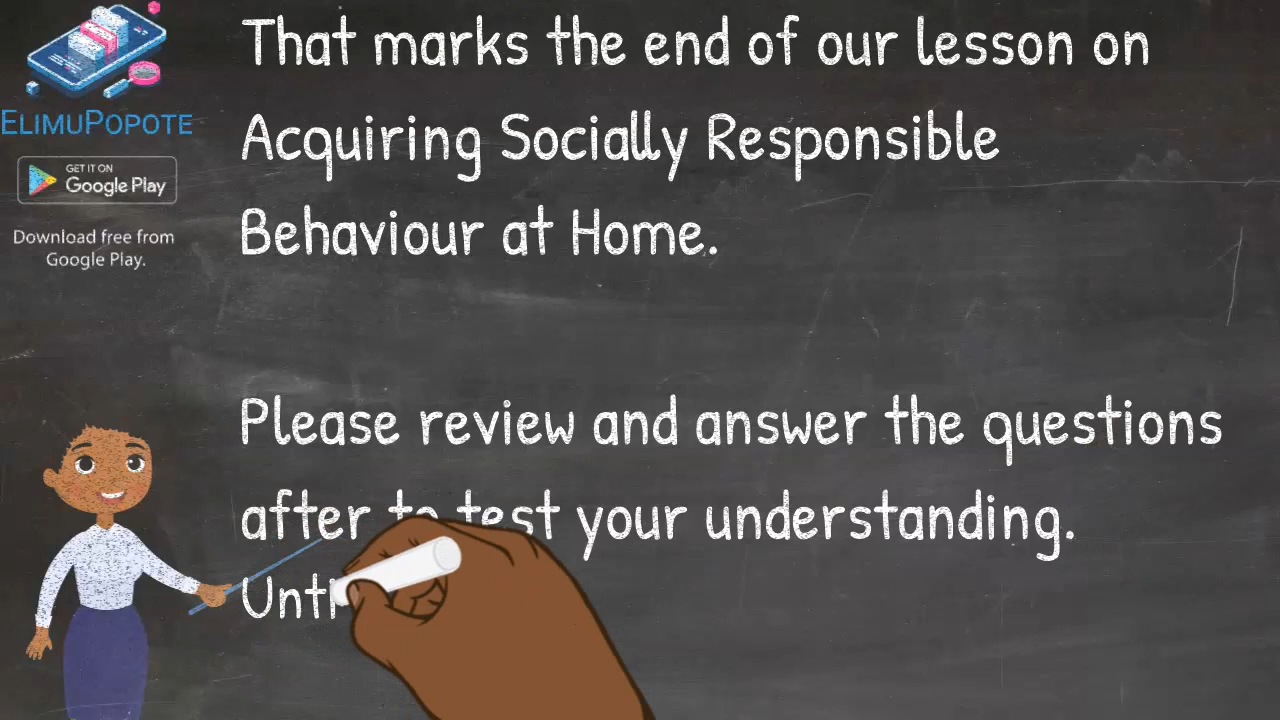 ELIMUPOPOTE
GET IT ON
Google Play
Download free from
Google Play.
That marks the end of our lesson on
Acquiring Socially Responsible
Behaviour at Home.
Please review and answer the questions
after to test your understanding.